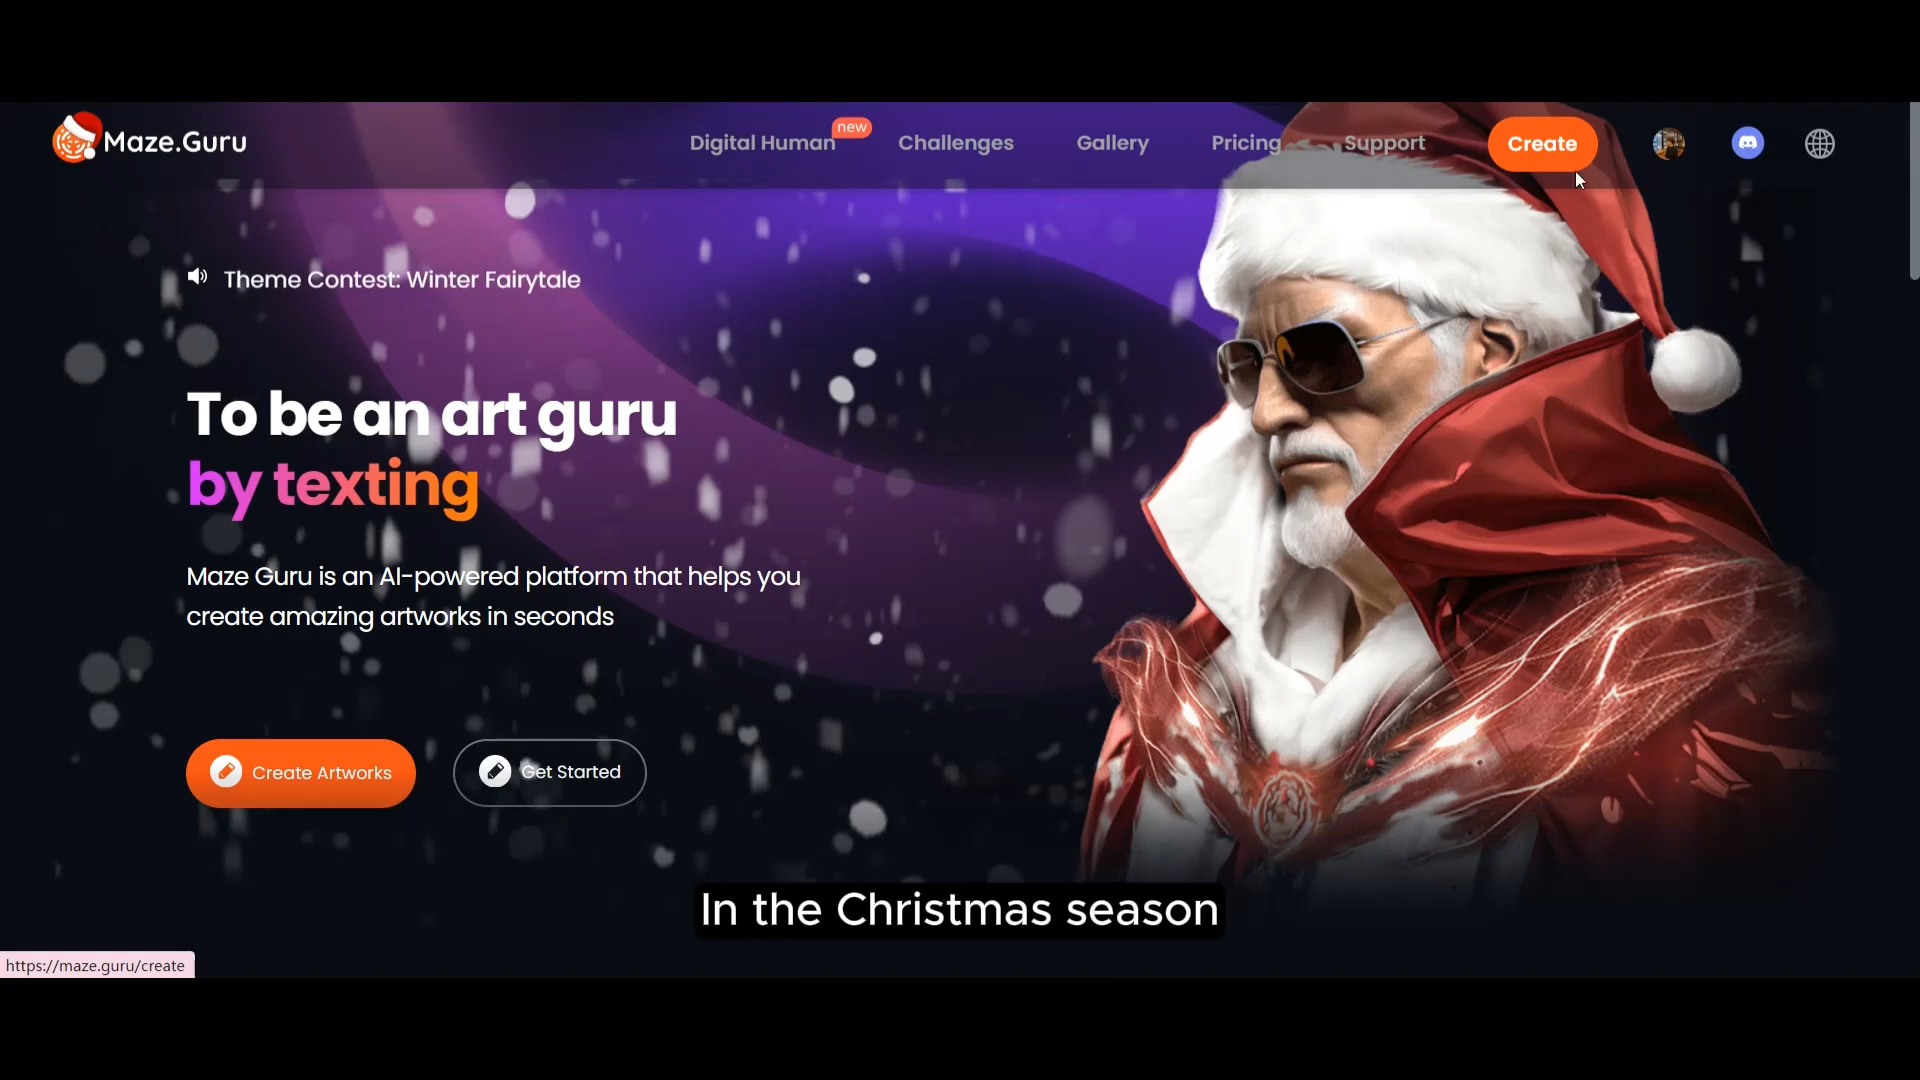 Maze.Guru
Digital Human
new
Challenges
Gallery
Pricing
Support
Create
Theme Contest: Winter Fairytale
To be an art guru
by texting
Maze Guru is an AI-powered platform that helps you
create amazing artworks in seconds
Create Artworks
Get Started
In the Christmas season
https://maze.guru/create